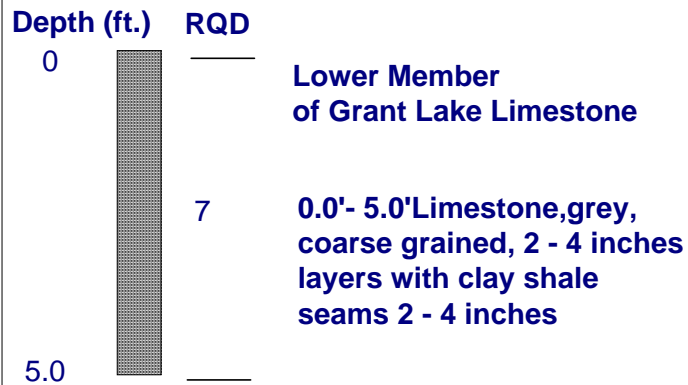 Depth (ft.) RQD
0
Lower Member
of Grant Lake Limestone
7
0.0'- 5.0'Limestone,grey,
coarse grained, 2 - 4 inches
layers with clay shale
seams 2 - 4 inches
5.0